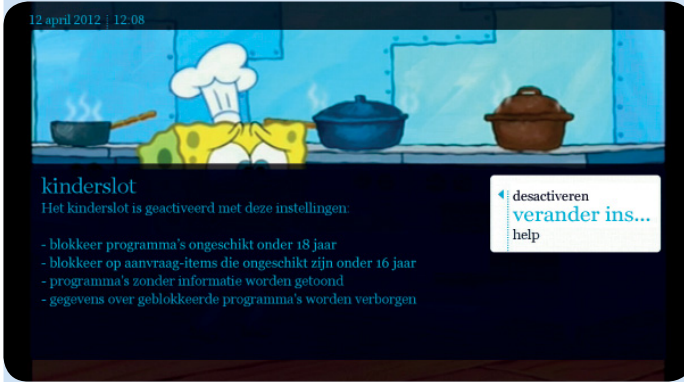 12 april 2012 ⁞ 12:08
kinderslot
Het kinderslot is geactiveerd met deze instellingen:
- blokkeer programma's ongeschikt onder 18 jaar
- blokkeer op aanvraag-items die ongeschikt zijn onder 16 jaar
- programma's zonder informatie worden getoond
- gegevens over geblokkeerde programma's worden verborgen
desactiveren
verander ins...
help